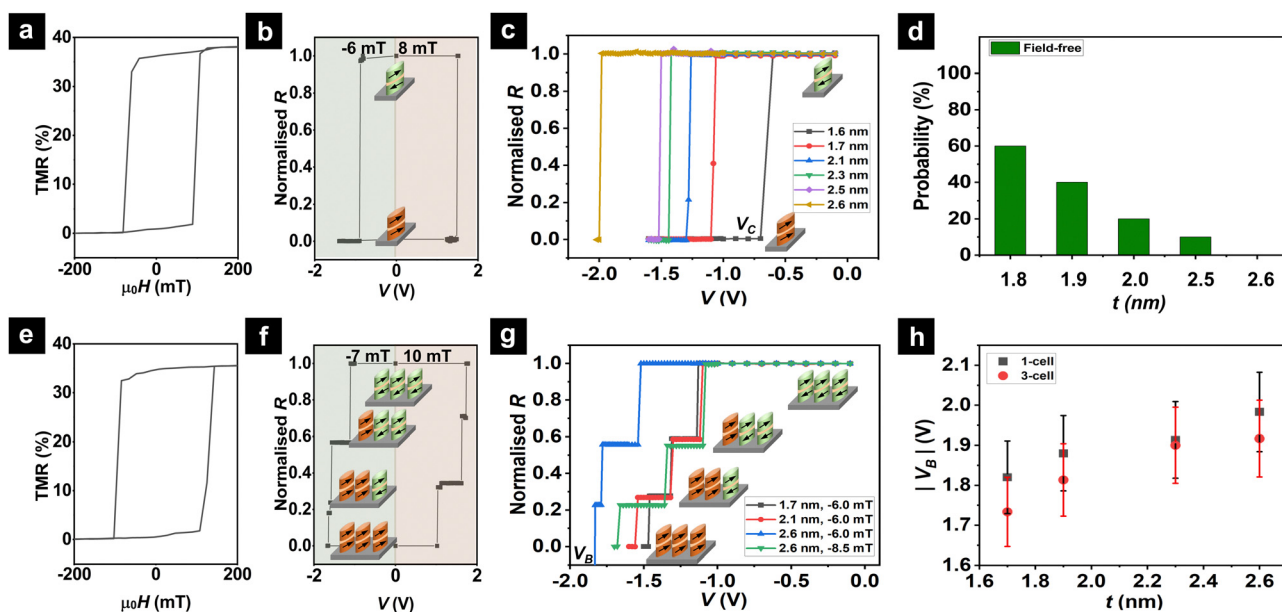 a
40
30
20
10
0
TMR (%)
-200
0
200
μ₀H (mT)
b
-6 mT
8 mT
1.0
0.8
0.6
0.4
0.2
0.0
Normalised R
-2
0
2
V (V)
c
1.0
0.8
0.6
0.4
0.2
0.0
Normalised R
1.6 nm
1.7 nm
2.1 nm
2.3 nm
2.5 nm
2.6 nm
V_C
-2.0
-1.5
-1.0
-0.5
0.0
V (V)
d
Field-free
100
80
60
40
20
0
Probability (%)
1.8
1.9
2.0
2.5
2.6
t (nm)
e
40
30
20
10
0
TMR (%)
-200
0
200
μ₀H (mT)
f
-7 mT
10 mT
1.0
0.8
0.6
0.4
0.2
0.0
Normalised R
-2
0
2
V (V)
g
1.0
0.8
0.6
0.4
0.2
0.0
Normalised R
1.7 nm, -6.0 mT
2.1 nm, -6.0 mT
2.6 nm, -6.0 mT
2.6 nm, -8.5 mT
V_B
-2.0
-1.5
-1.0
-0.5
0.0
V (V)
h
1-cell
3-cell
2.1
2.0
1.9
1.8
1.7
1.6
| V_B | (V)
1.6
1.8
2.0
2.2
2.4
2.6
t (nm)